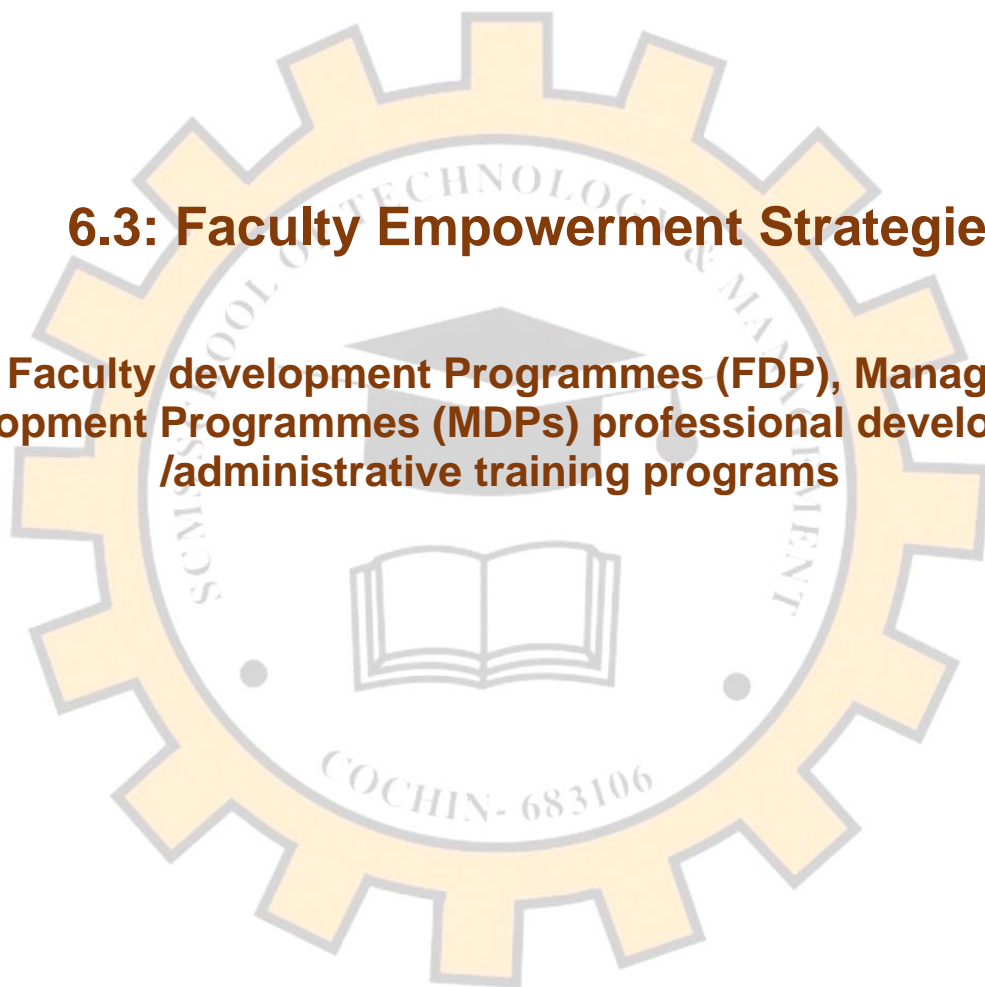 6.3: Faculty Empowerment Strategie
Faculty development Programmes (FDP), Manag
opment Programmes (MDPs) professional develo
/administrative training programs
SCMS SCHOOL OF TECHNOLOGY & MANAGEMENT
COCHIN- 683106